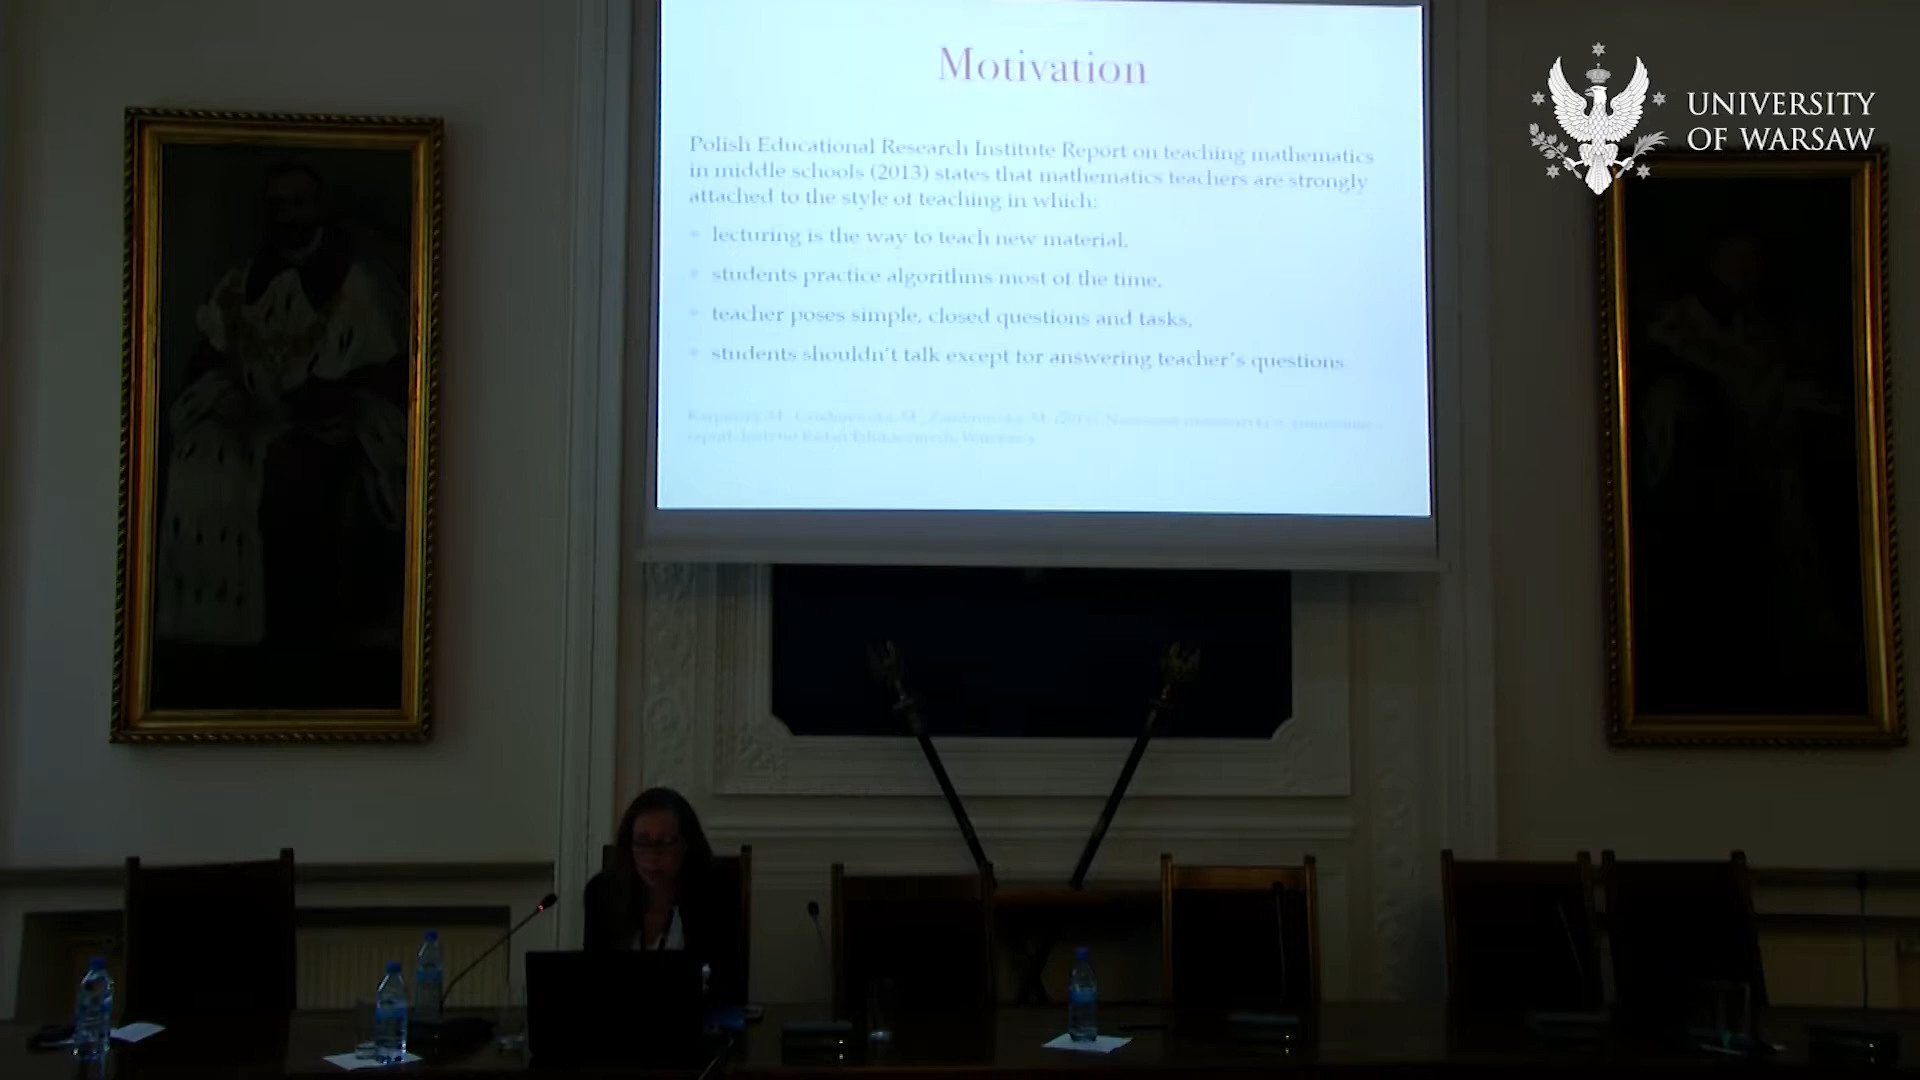 Motivation
Polish Educational Research Institute Report on teaching mathematics
in middle schools (2013) states that mathematics teachers are strongly
attached to the style of teaching in which:
lecturing is the way to teach new material,
students practice algorithms most of the time,
teacher poses simple, closed questions and tasks,
students shouldn't talk except for answering teacher's questions
UNIVERSITY
OF WARSAW